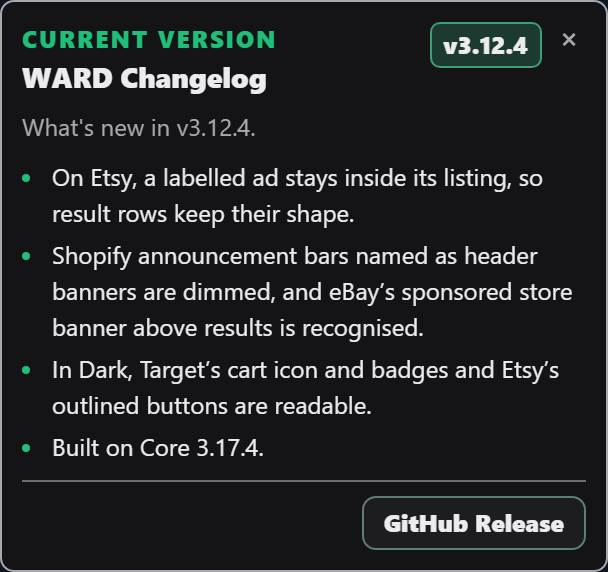 CURRENT VERSION
v3.12.4
×
WARD Changelog
What's new in v3.12.4.
• On Etsy, a labelled ad stays inside its listing, so
result rows keep their shape.
• Shopify announcement bars named as header
banners are dimmed, and eBay’s sponsored store
banner above results is recognised.
• In Dark, Target’s cart icon and badges and Etsy’s
outlined buttons are readable.
• Built on Core 3.17.4.
GitHub Release